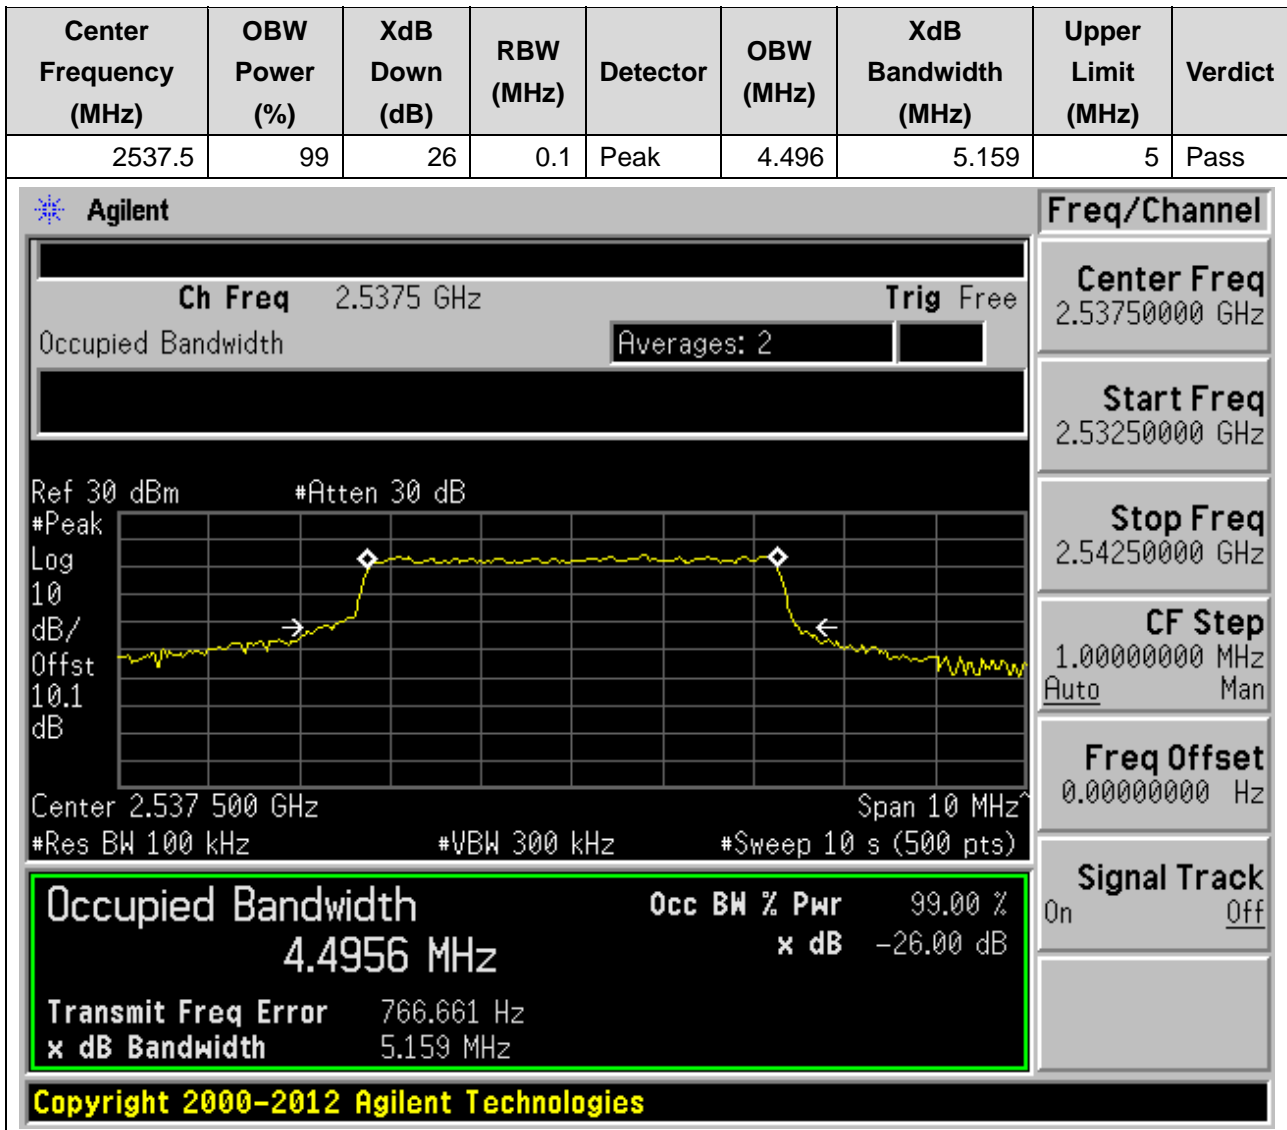 Center Frequency (MHz) OBW Power (%) XdB Down (dB) RBW (MHz) Detector OBW (MHz) XdB Bandwidth (MHz) Upper Limit (MHz) Verdict
2537.5 99 26 0.1 Peak 4.496 5.159 5 Pass
Agilent
Freq/Channel
Ch Freq 2.5375 GHz Trig Free
Occupied Bandwidth Averages: 2
Center Freq
2.53750000 GHz
Start Freq
2.53250000 GHz
Stop Freq
2.54250000 GHz
CF Step
1.00000000 MHz
Auto Man
Freq Offset
0.00000000 Hz
Signal Track
On Off
Ref 30 dBm #Atten 30 dB
#Peak
Log
10
dB/
Offst
10.1
dB
Center 2.537 500 GHz Span 10 MHz^
#Res BW 100 kHz #VBW 300 kHz #Sweep 10 s (500 pts)
Occupied Bandwidth Occ BW % Pwr 99.00 %
4.4956 MHz x dB -26.00 dB
Transmit Freq Error 766.661 Hz
x dB Bandwidth 5.159 MHz
Copyright 2000-2012 Agilent Technologies